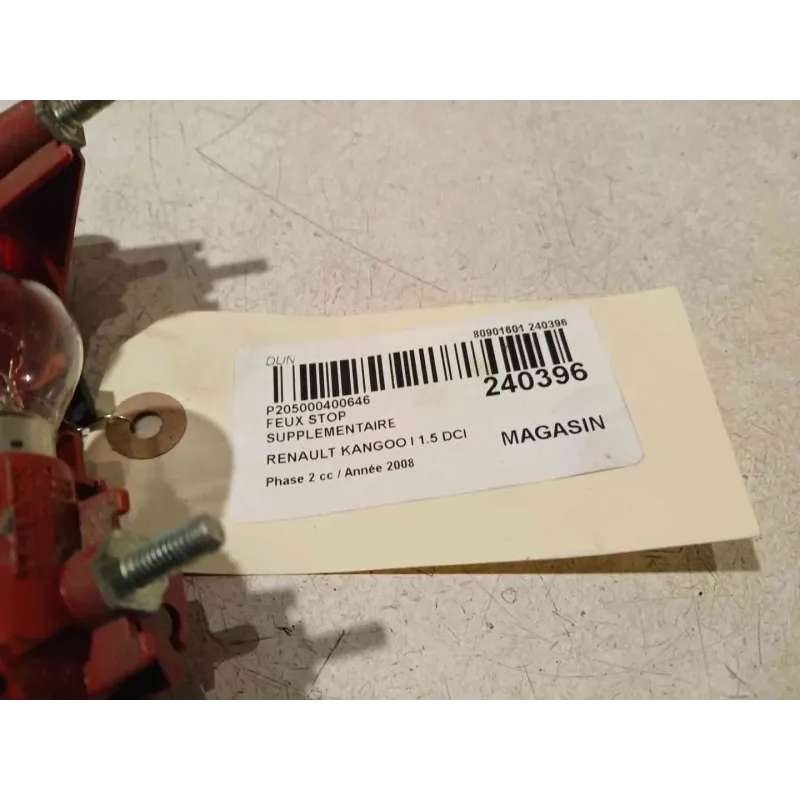 80901801 240396
DUN
240396
P205000400646
FEUX STOP
SUPPLEMENTAIRE
RENAULT KANGOO I 1.5 DCI
MAGASIN
Phase 2 cc / Année 2008